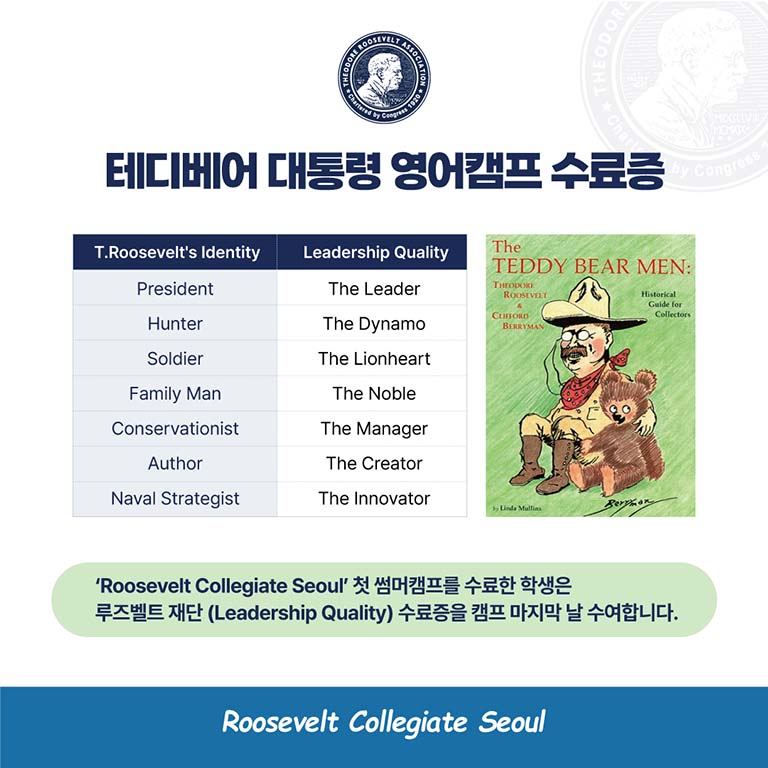 THEODORE ROOSEVELT ASSOCIATION
Chartered by Congress 1920
테디베어 대통령 영어캠프 수료증
T.Roosevelt's Identity Leadership Quality
President The Leader
Hunter The Dynamo
Soldier The Lionheart
Family Man The Noble
Conservationist The Manager
Author The Creator
Naval Strategist The Innovator
The
TEDDY BEAR MEN:
THEODORE
ROOSEVELT
&
CLIFFORD
BERRYMAN
Historical
Guide for
Collectors
by Linda Mullins
Berryman
‘Roosevelt Collegiate Seoul’ 첫 썸머캠프를 수료한 학생은
루즈벨트 재단 (Leadership Quality) 수료증을 캠프 마지막 날 수여합니다.
Roosevelt Collegiate Seoul